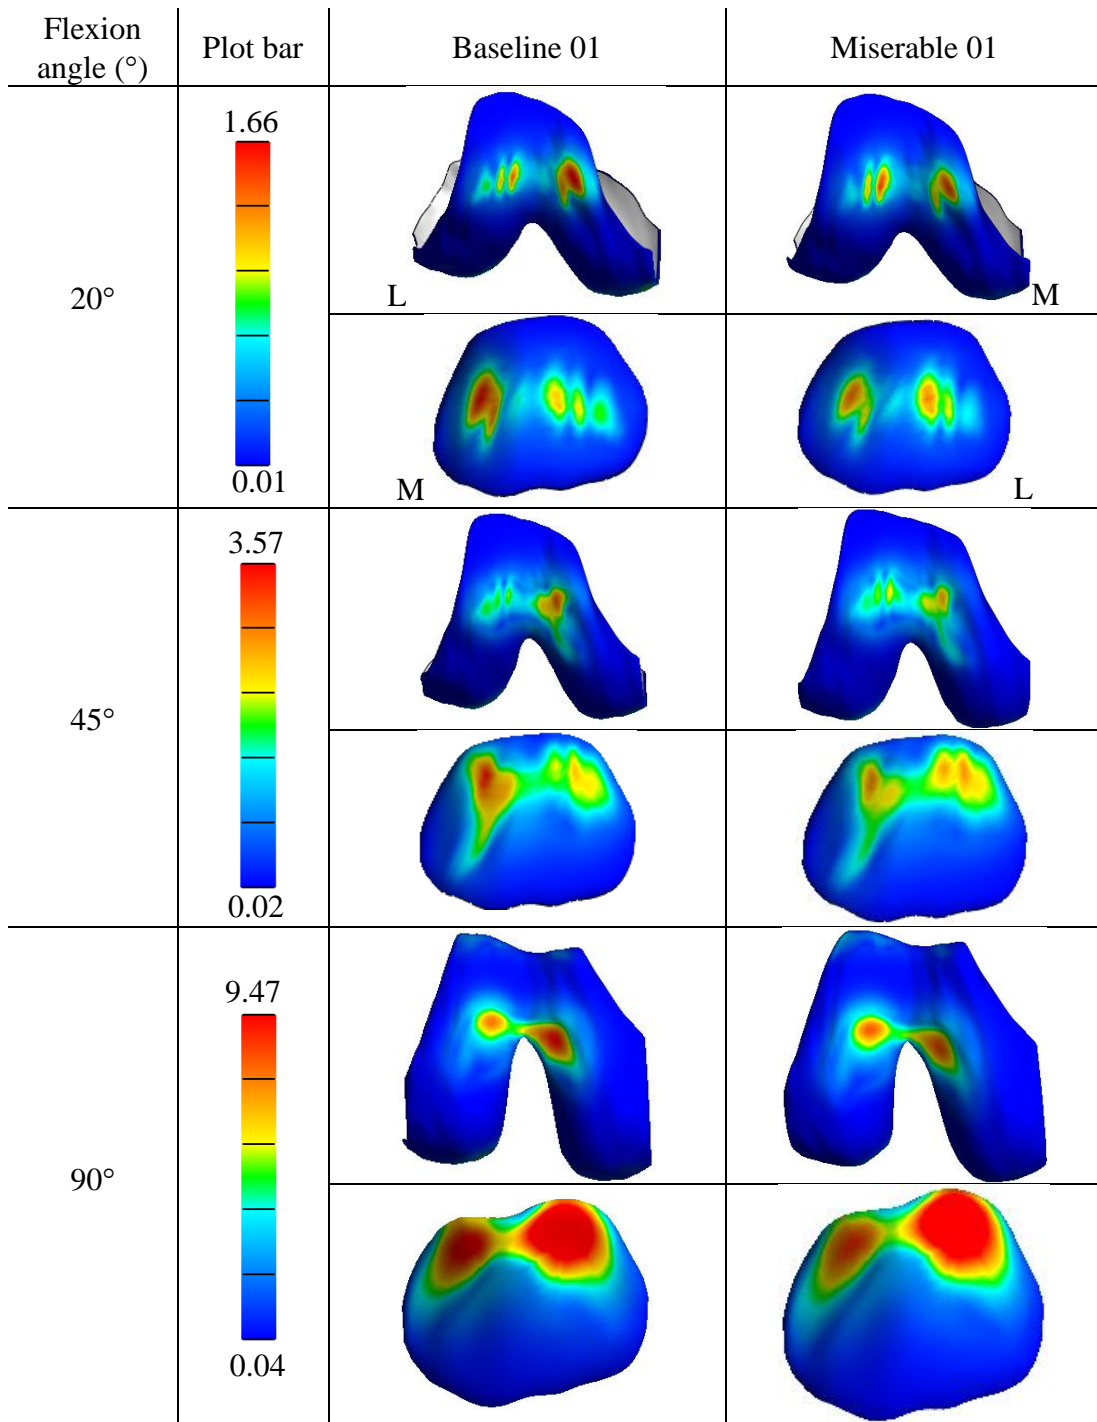 Flexion
angle (°)
Plot bar
Baseline 01
Miserable 01
20°
1.66
0.01
L
M
M
L
45°
3.57
0.02
90°
9.47
0.04